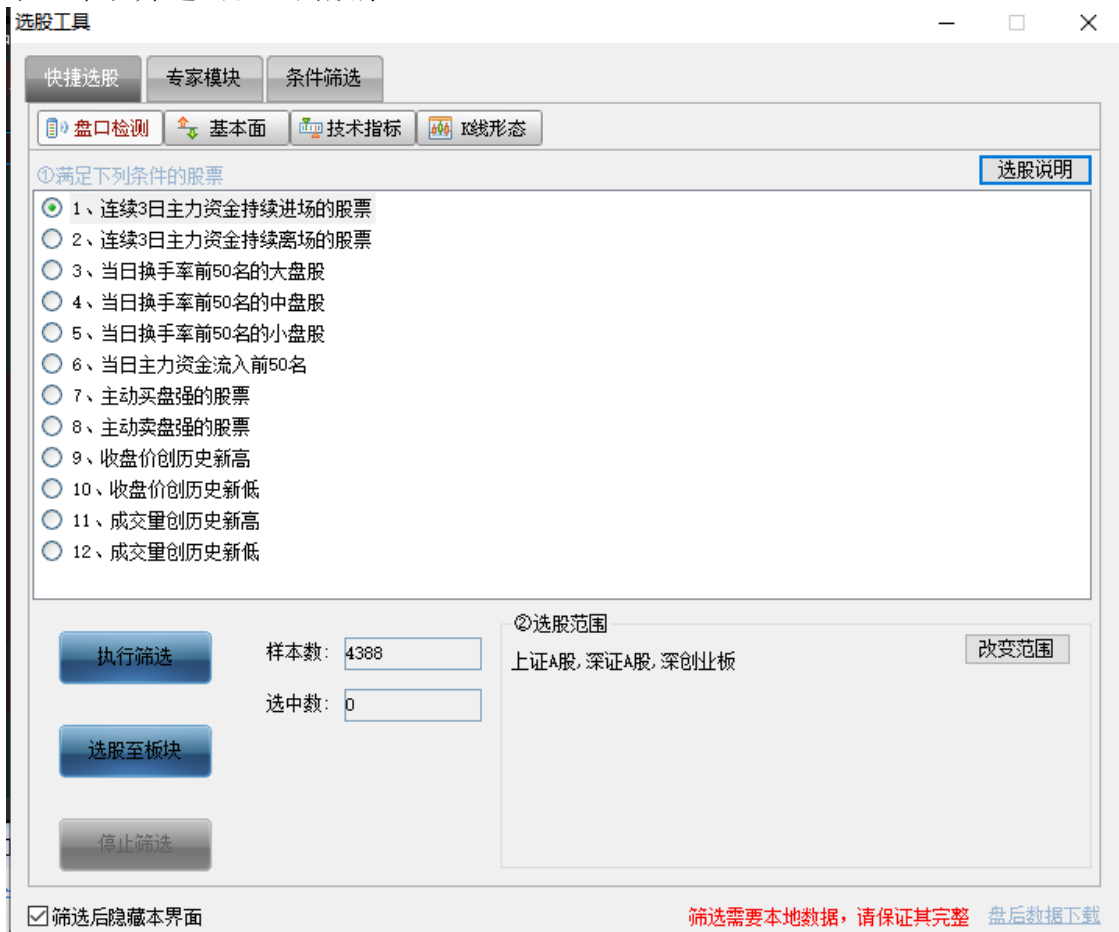 选股工具
快捷选股 专家模块 条件筛选
盘口检测 基本面 技术指标 K线形态
①满足下列条件的股票 选股说明
1、连续3日主力资金持续进场的股票
2、连续3日主力资金持续离场的股票
3、当日换手率前50名的大盘股
4、当日换手率前50名的中盘股
5、当日换手率前50名的小盘股
6、当日主力资金流入前50名
7、主动买盘强的股票
8、主动卖盘强的股票
9、收盘价创历史新高
10、收盘价创历史新低
11、成交量创历史新高
12、成交量创历史新低
执行筛选 样本数: 4388
选中数: 0
选股至板块
停止筛选
②选股范围
改变范围
上证A股,深证A股,深创业板
筛选后隐藏本界面 筛选需要本地数据，请保证其完整 盘后数据下载